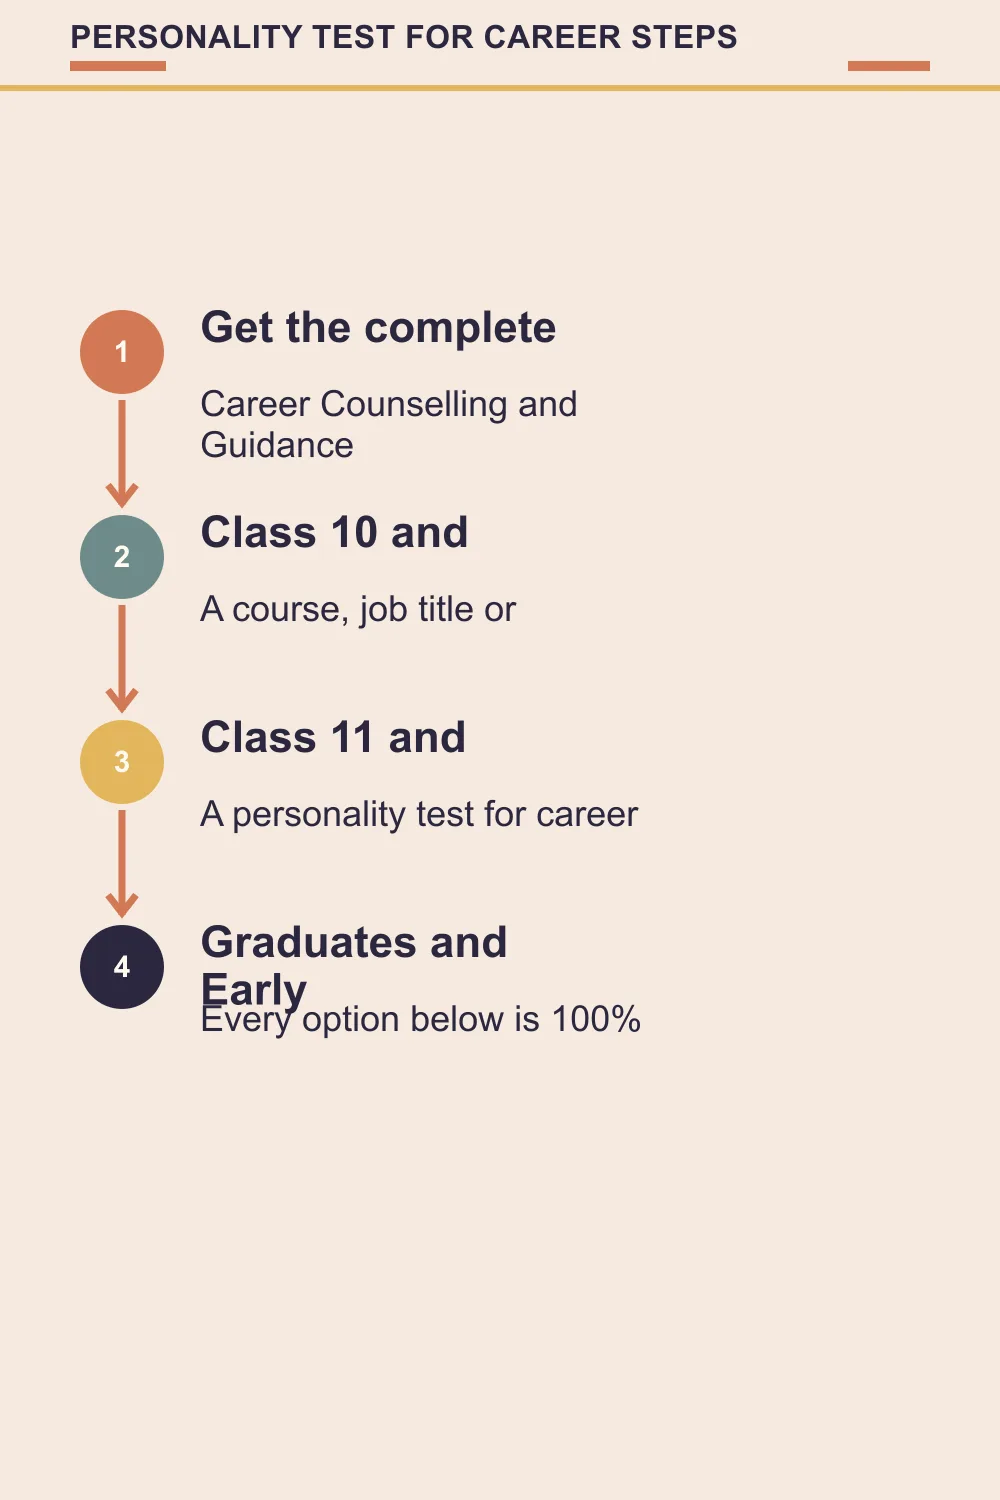 PERSONALITY TEST FOR CAREER STEPS
1
Get the complete
Career Counselling and
Guidance
2
Class 10 and
A course, job title or
3
Class 11 and
A personality test for career
4
Graduates and
Early
Every option below is 100%